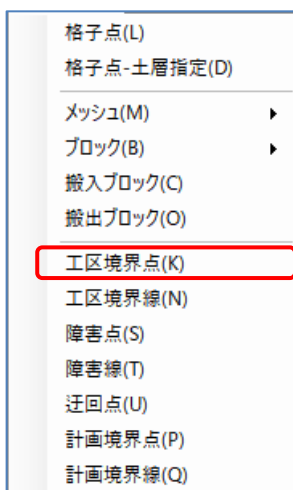 格子点(L)
格子点-土層指定(D)
メッシュ(M)
ブロック(B)
搬入ブロック(C)
搬出ブロック(O)
工区境界点(K)
工区境界線(N)
障害点(S)
障害線(T)
迂回点(U)
計画境界点(P)
計画境界線(Q)